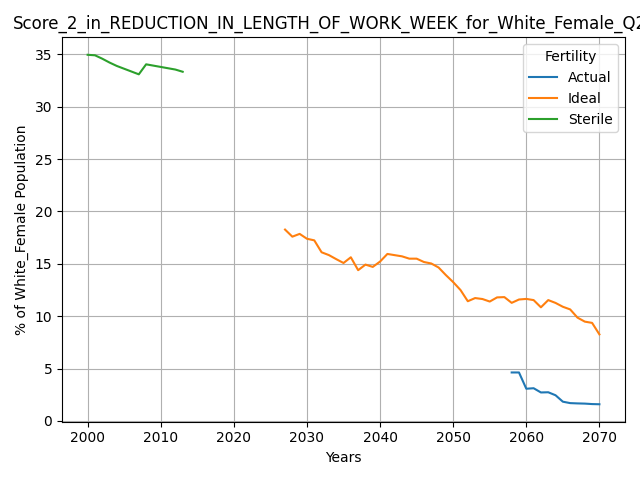 Score_2_in_REDUCTION_IN_LENGTH_OF_WORK_WEEK_for_White_Female_Q2
Fertility
Actual
Ideal
Sterile
% of White_Female Population
35
30
25
20
15
10
5
0
2000 2010 2020 2030 2040 2050 2060 2070
Years